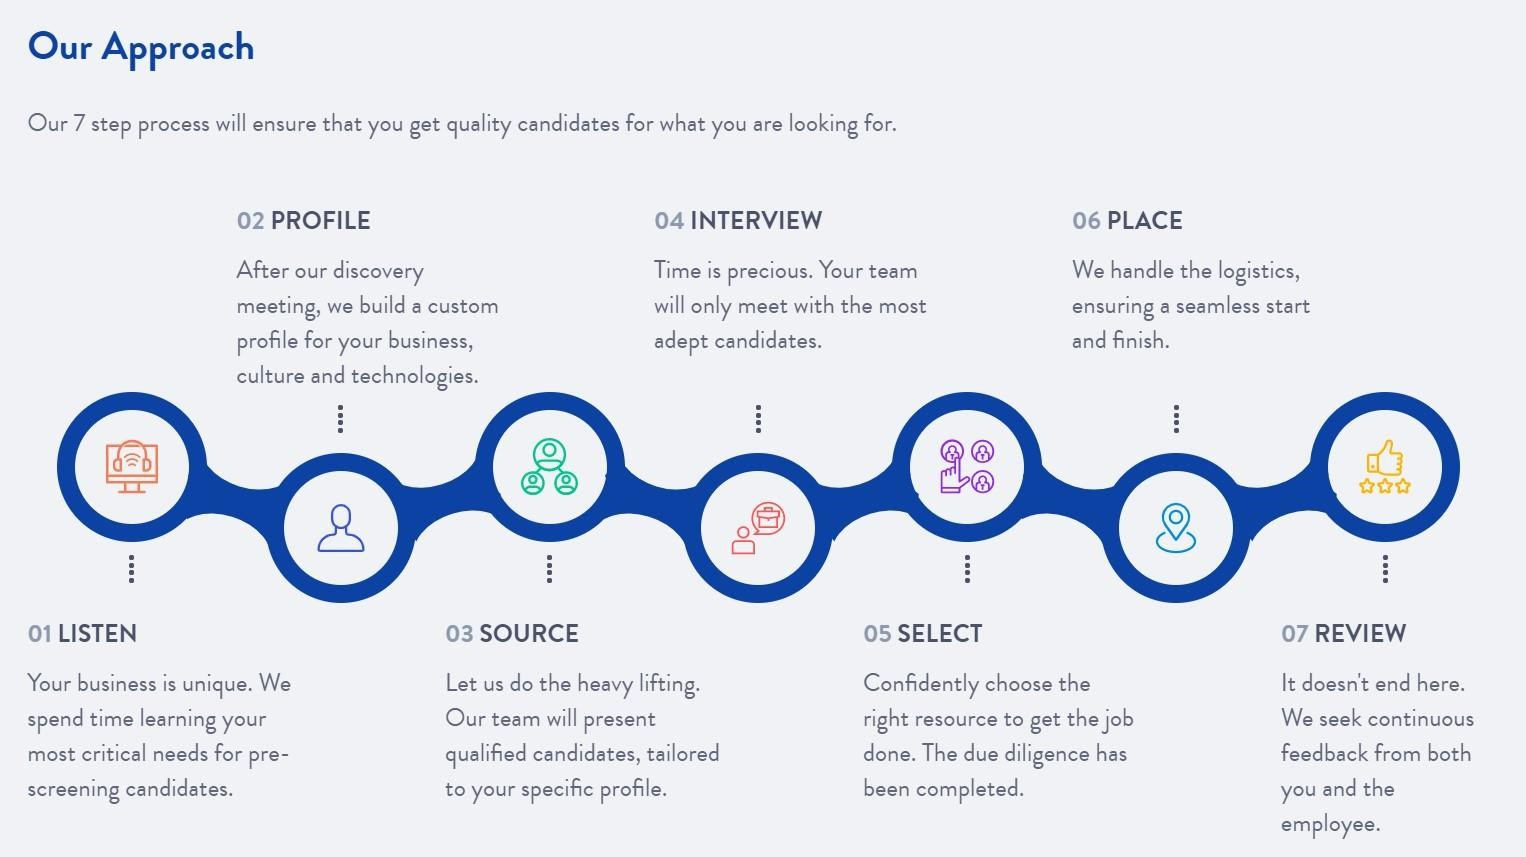 Our Approach
Our 7 step process will ensure that you get quality candidates for what you are looking for.
01 LISTEN
Your business is unique. We
spend time learning your
most critical needs for pre-
screening candidates.
02 PROFILE
After our discovery
meeting, we build a custom
profile for your business,
culture and technologies.
03 SOURCE
Let us do the heavy lifting.
Our team will present
qualified candidates, tailored
to your specific profile.
04 INTERVIEW
Time is precious. Your team
will only meet with the most
adept candidates.
05 SELECT
Confidently choose the
right resource to get the job
done. The due diligence has
been completed.
06 PLACE
We handle the logistics,
ensuring a seamless start
and finish.
07 REVIEW
It doesn't end here.
We seek continuous
feedback from both
you and the
employee.